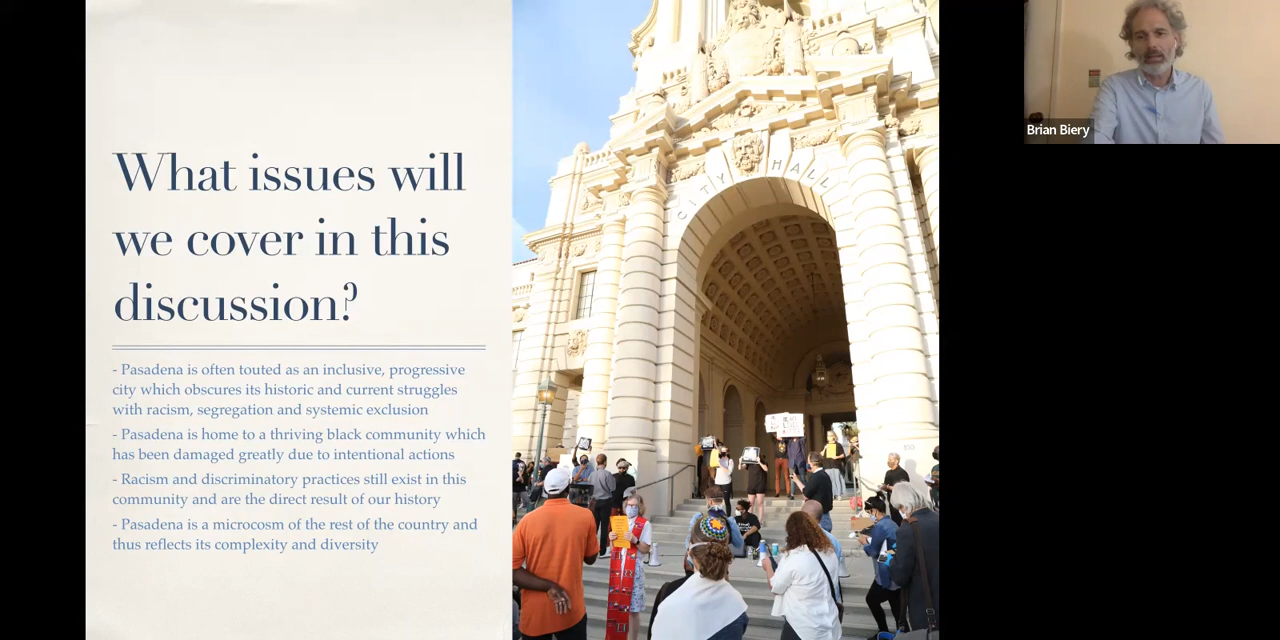 What issues will
we cover in this
discussion?
- Pasadena is often touted as an inclusive, progressive
city which obscures its historic and current struggles
with racism, segregation and systemic exclusion
- Pasadena is home to a thriving black community which
has been damaged greatly due to intentional actions
- Racism and discriminatory practices still exist in this
community and are the direct result of our history
- Pasadena is a microcosm of the rest of the country and
thus reflects its complexity and diversity
CITY HALL
100
Brian Biery